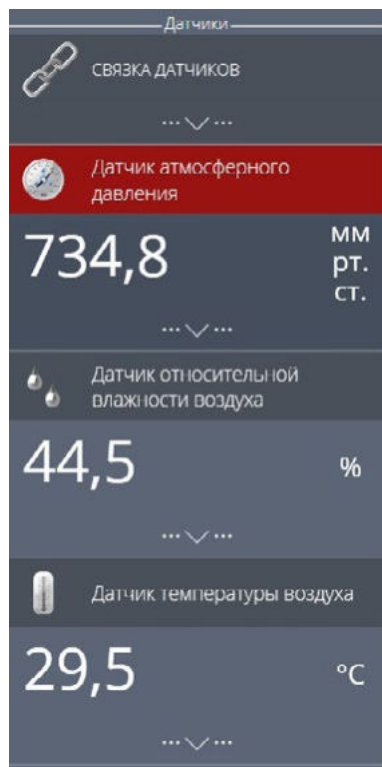 Датчики
СВЯЗКА ДАТЧИКОВ
Датчик атмосферного
давления
734,8
мм
рт.
ст.
Датчик относительной
влажности воздуха
44,5
%
Датчик температуры воздуха
29,5
°C